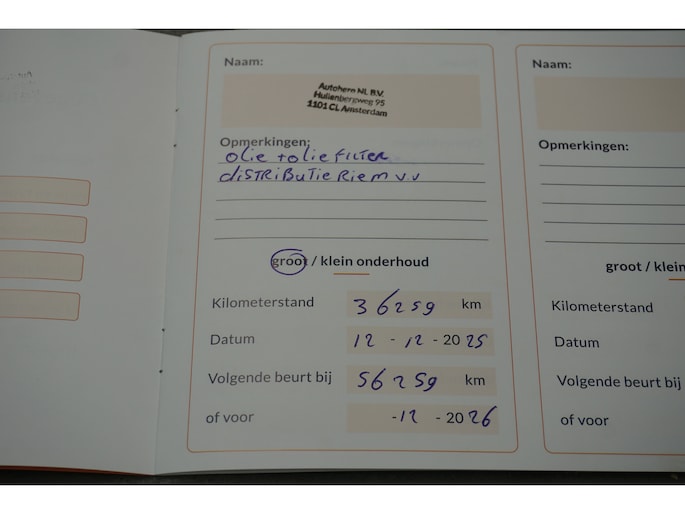 Naam:
Autohero NL B.V.
Hullenbergweg 95
1101 CL Amsterdam
Opmerkingen:
olie + olie FILTER
diSTRiBuTie Riem v.v
groot / klein onderhoud
Kilometerstand 36259 km
Datum 12 - 12 - 2025
Volgende beurt bij 56259 km
of voor -12 - 2026
Naam:
Opmerkingen:
groot / klein
Kilometerstand
Datum
Volgende beurt bij
of voor